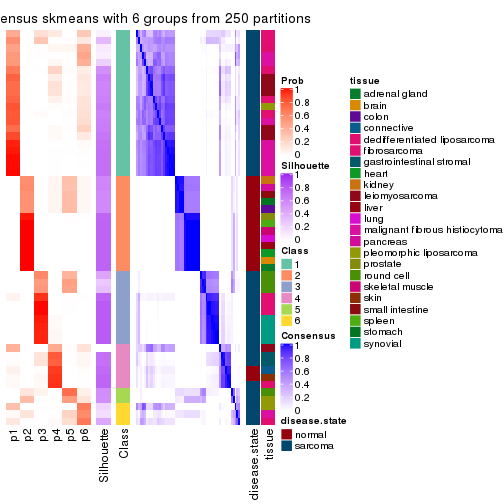 ensus skmeans with 6 groups from 250 partitions
p1
p2
p3
p4
p5
p6
Silhouette
Class
disease.state
tissue
Prob
1
0.8
0.6
0.4
0.2
0
Silhouette
1
0.8
0.6
0.4
0.2
0
Class
1
2
3
4
5
6
Consensus
1
0.8
0.6
0.4
0.2
0
disease.state
normal
sarcoma
tissue
adrenal gland
brain
colon
connective
dedifferentiated liposarcoma
fibrosarcoma
gastrointestinal stromal
heart
kidney
leiomyosarcoma
liver
lung
malignant fibrous histiocytoma
pancreas
pleomorphic liposarcoma
prostate
round cell
skeletal muscle
skin
small intestine
spleen
stomach
synovial